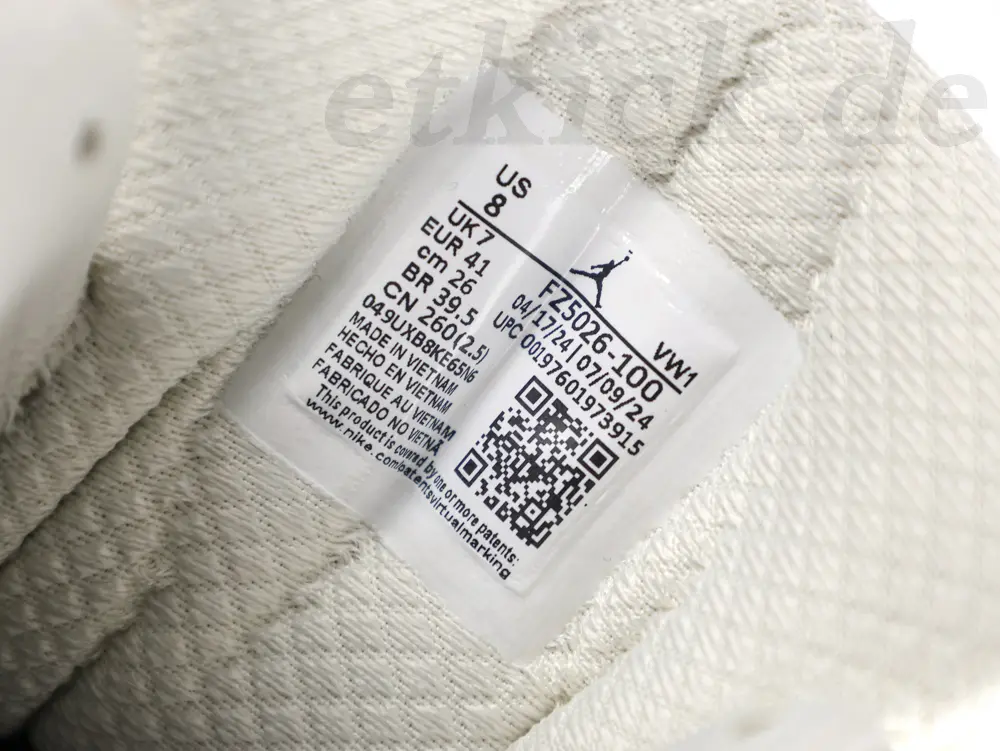 etkick.de
US
8
UK 7
EUR 41
cm 26
BR 39.5
CN 260(2.5)
049UXB8KE65N6
MADE IN VIETNAM
HECHO EN VIETNAM
FABRIQUE AU VIETNAM
FABRICADO NO VIETNÃ
This product is covered by one or more patents:
www.nike.com/patentsvirtualmarking
VW1
FZ5026-100
04/17/24|07/09/24
UPC 00197601973915